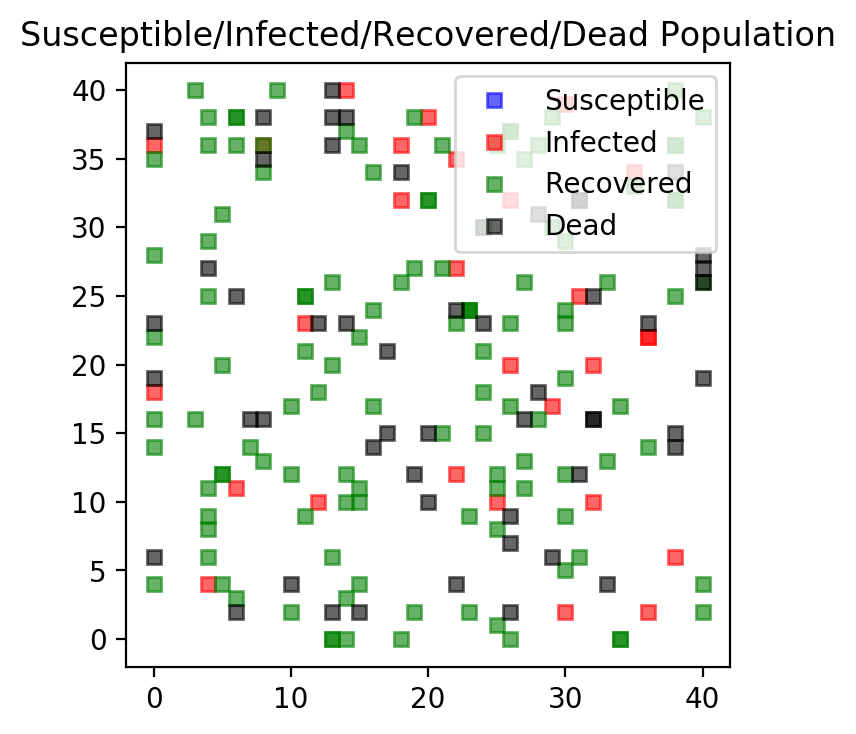 Susceptible/Infected/Recovered/Dead Population
40
35
30
25
20
15
10
5
0
Susceptible
Infected
Recovered
Dead
0 10 20 30 40